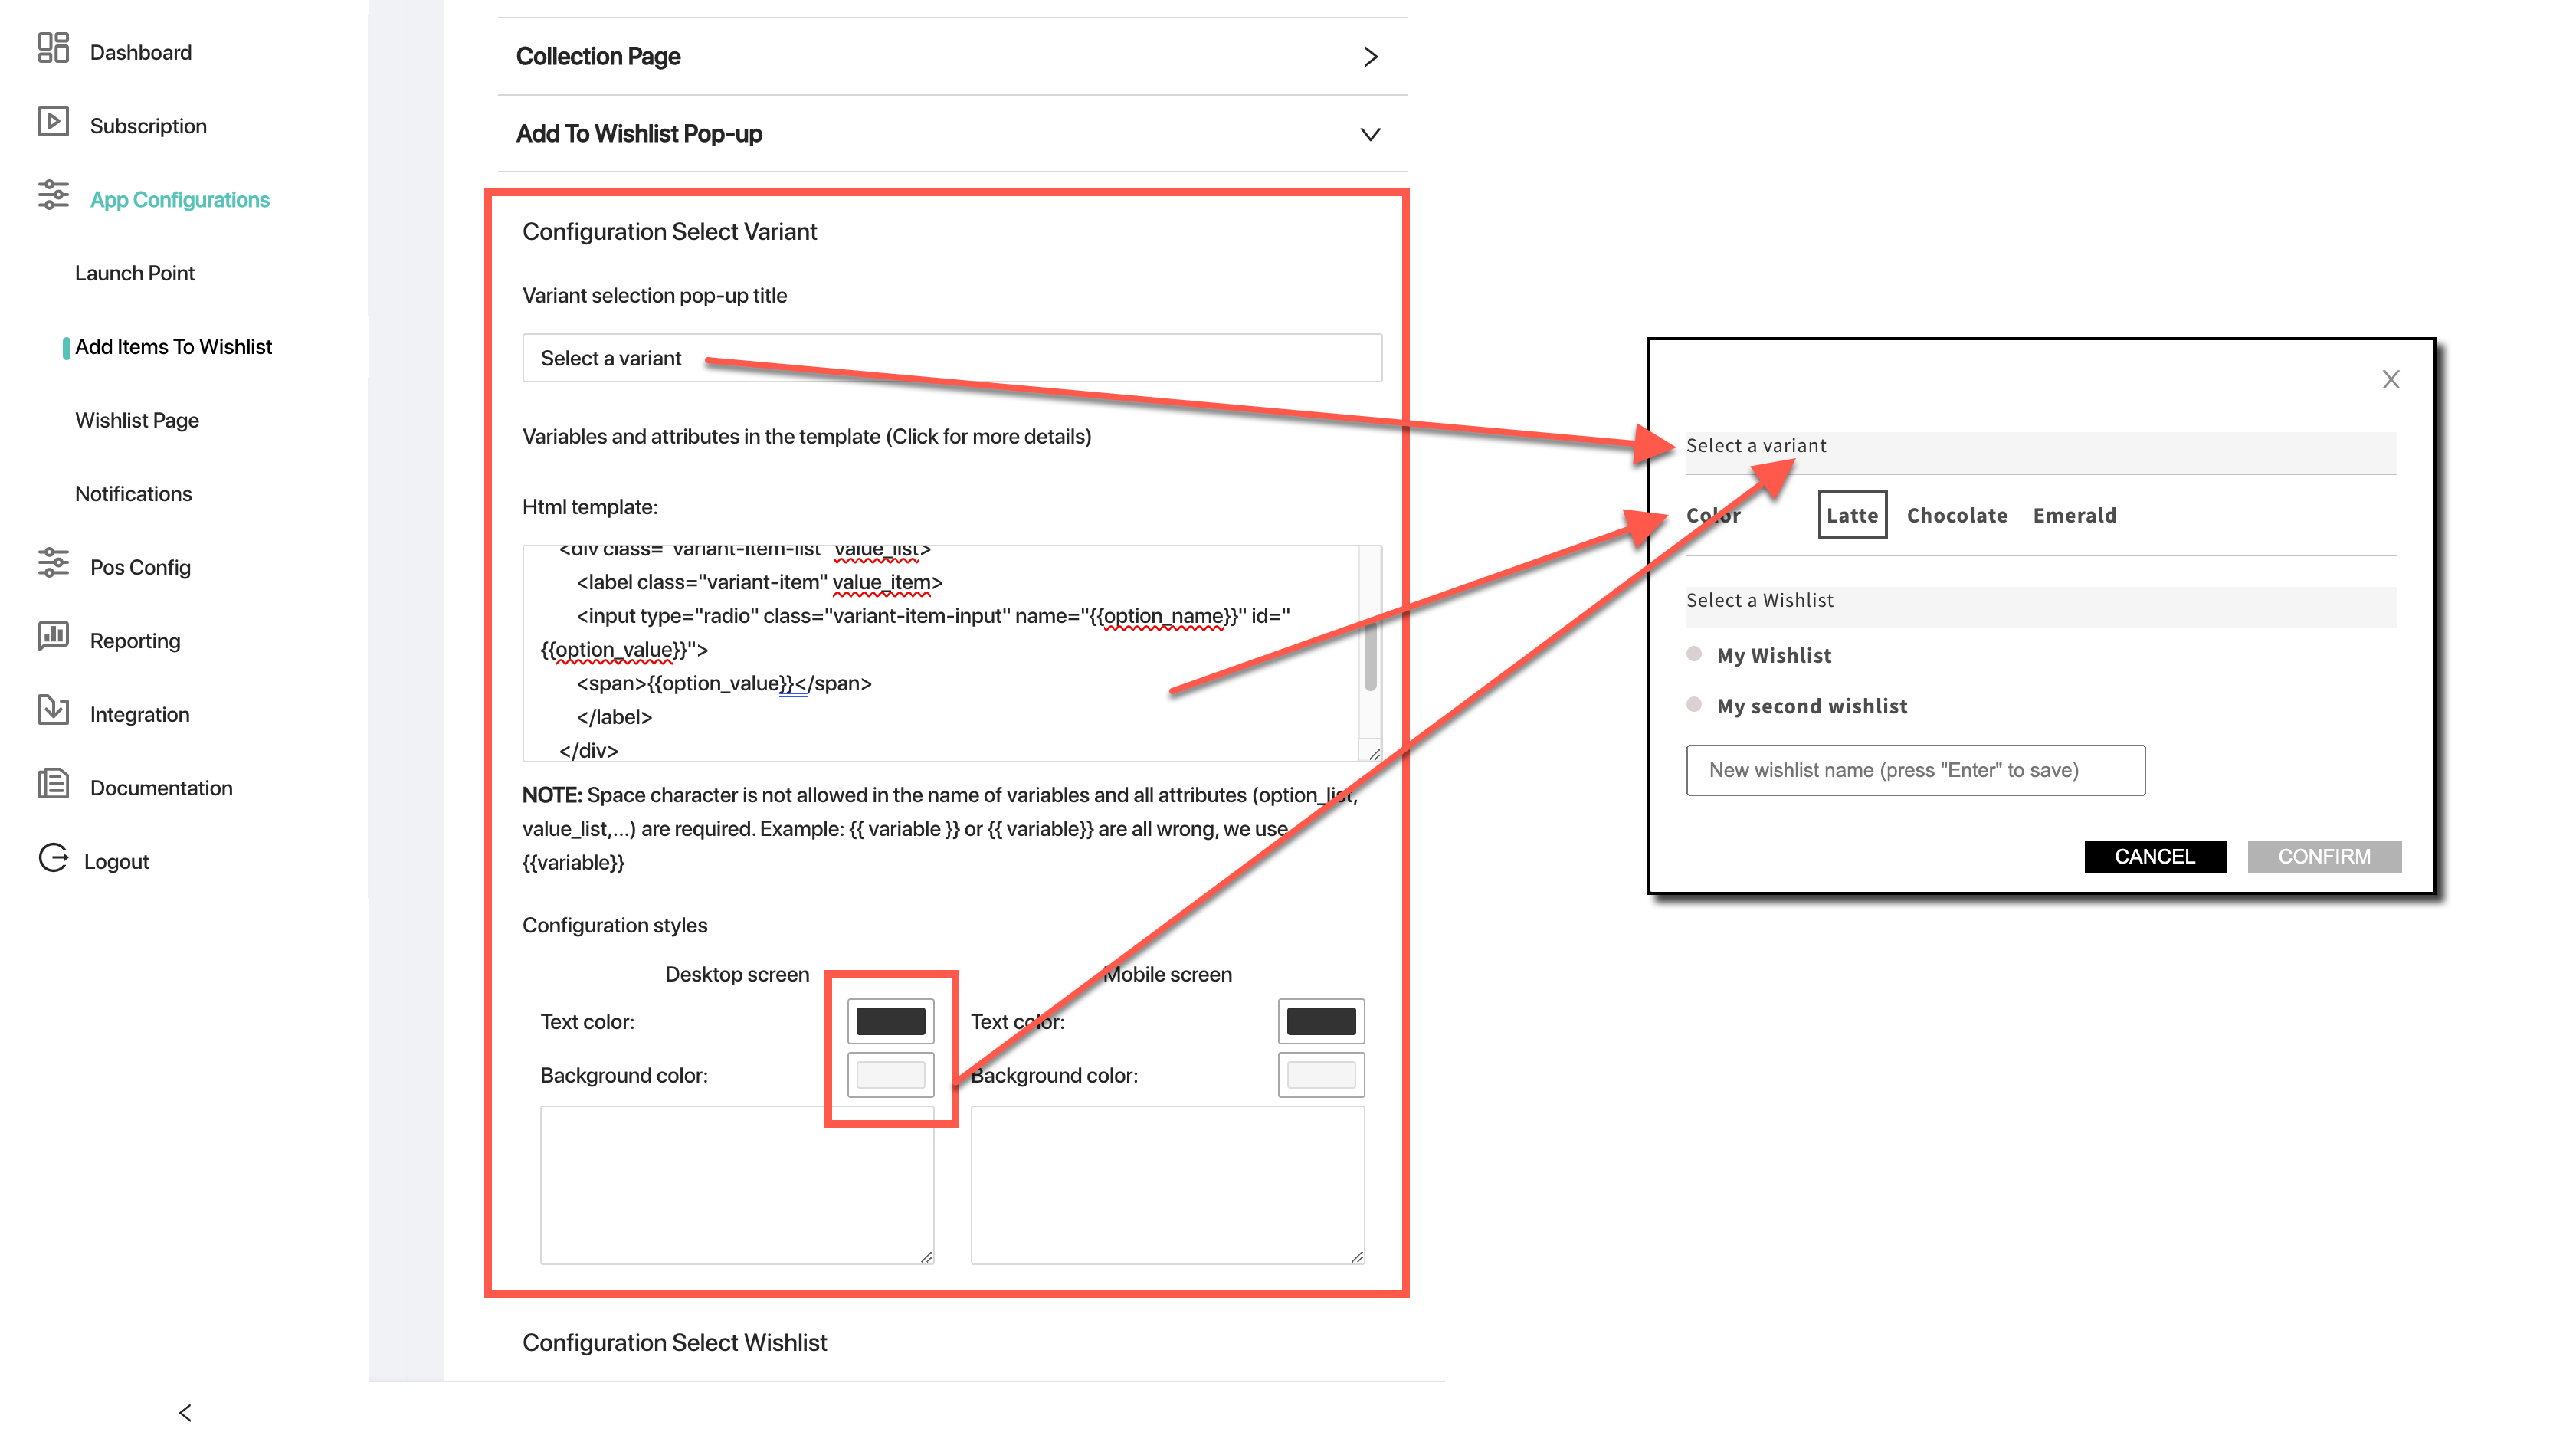 Dashboard
Subscription
App Configurations
Launch Point
Add Items To Wishlist
Wishlist Page
Notifications
Pos Config
Reporting
Integration
Documentation
Logout
Collection Page
Add To Wishlist Pop-up
Configuration Select Variant
Variant selection pop-up title
Select a variant
Variables and attributes in the template (Click for more details)
Html template:
<div class="variant-item-list" value_list>
<label class="variant-item" value_item>
<input type="radio" class="variant-item-input" name="{{option_name}}" id="
{{option_value}}">
<span>{{option_value}}</span>
</label>
</div>
NOTE: Space character is not allowed in the name of variables and all attributes (option_list,
value_list,...) are required. Example: {{ variable }} or {{ variable}} are all wrong, we use
{{variable}}
Configuration styles
Desktop screen
Mobile screen
Text color:
Text color:
Background color:
Background color:
Configuration Select Wishlist
X
Select a variant
Color Latte Chocolate Emerald
Select a Wishlist
My Wishlist
My second wishlist
New wishlist name (press "Enter" to save)
CANCEL CONFIRM